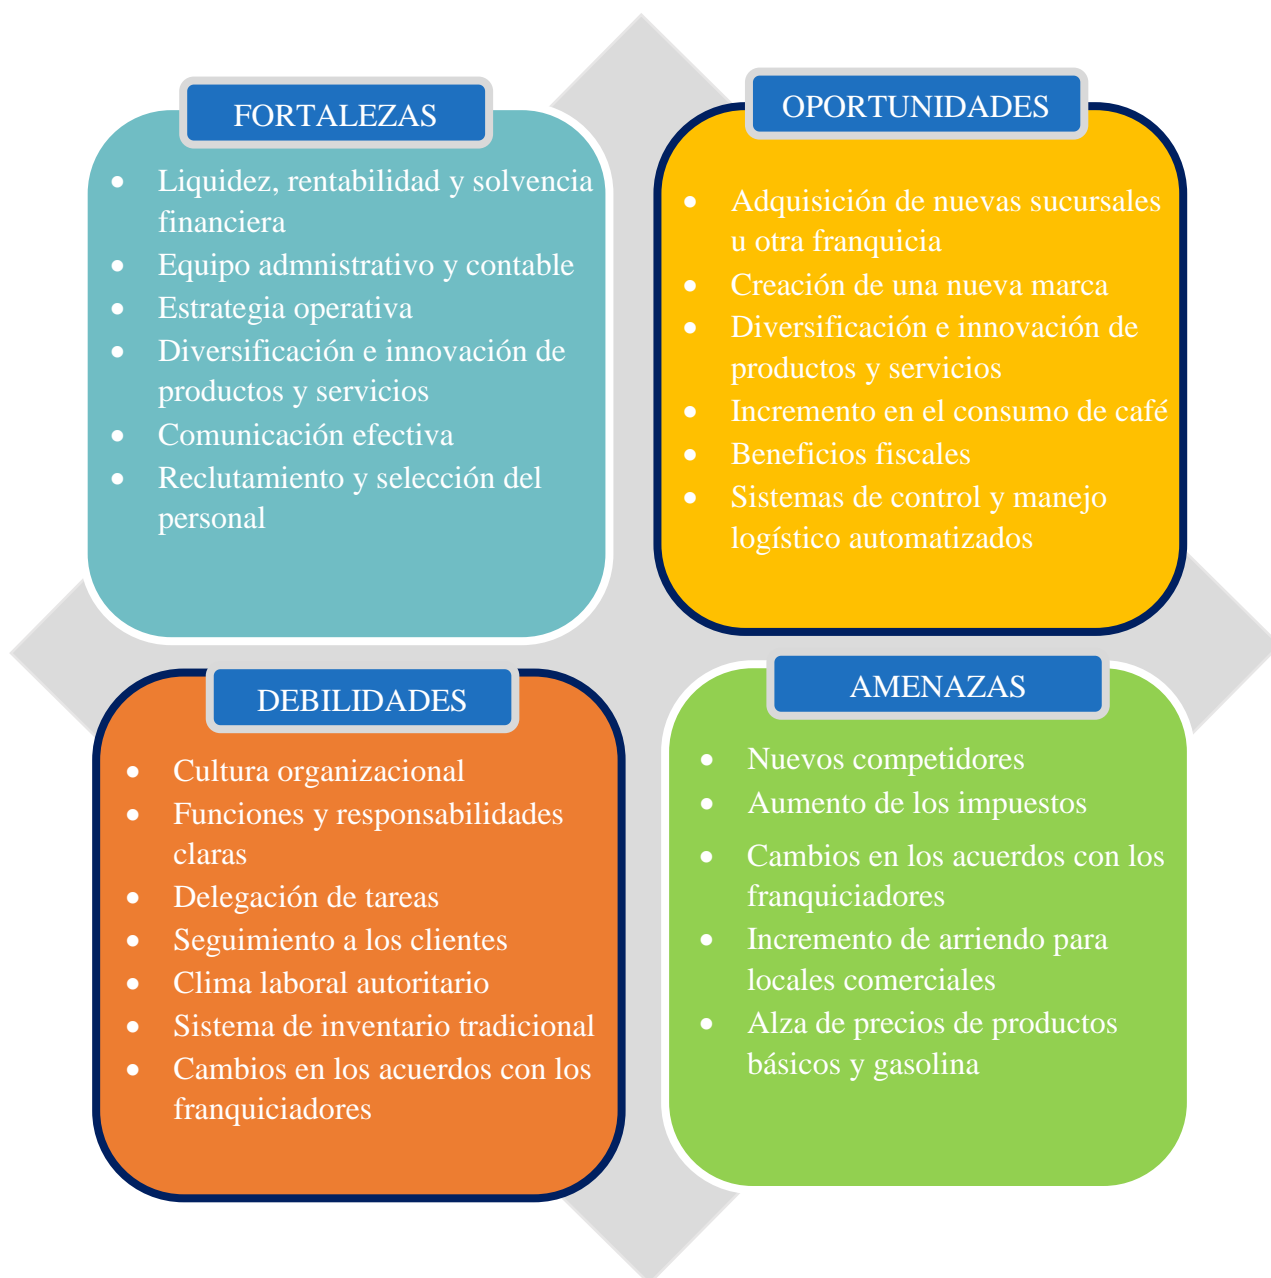 FORTALEZAS
• Liquidez, rentabilidad y solvencia
financiera
• Equipo admnistrativo y contable
• Estrategia operativa
• Diversificación e innovación de
productos y servicios
• Comunicación efectiva
• Reclutamiento y selección del
personal
OPORTUNIDADES
• Adquisición de nuevas sucursales
u otra franquicia
• Creación de una nueva marca
• Diversificación e innovación de
productos y servicios
• Incremento en el consumo de café
• Beneficios fiscales
• Sistemas de control y manejo
logístico automatizados
DEBILIDADES
• Cultura organizacional
• Funciones y responsabilidades
claras
• Delegación de tareas
• Seguimiento a los clientes
• Clima laboral autoritario
• Sistema de inventario tradicional
• Cambios en los acuerdos con los
franquiciadores
AMENAZAS
• Nuevos competidores
• Aumento de los impuestos
• Cambios en los acuerdos con los
franquiciadores
• Incremento de arriendo para
locales comerciales
• Alza de precios de productos
básicos y gasolina